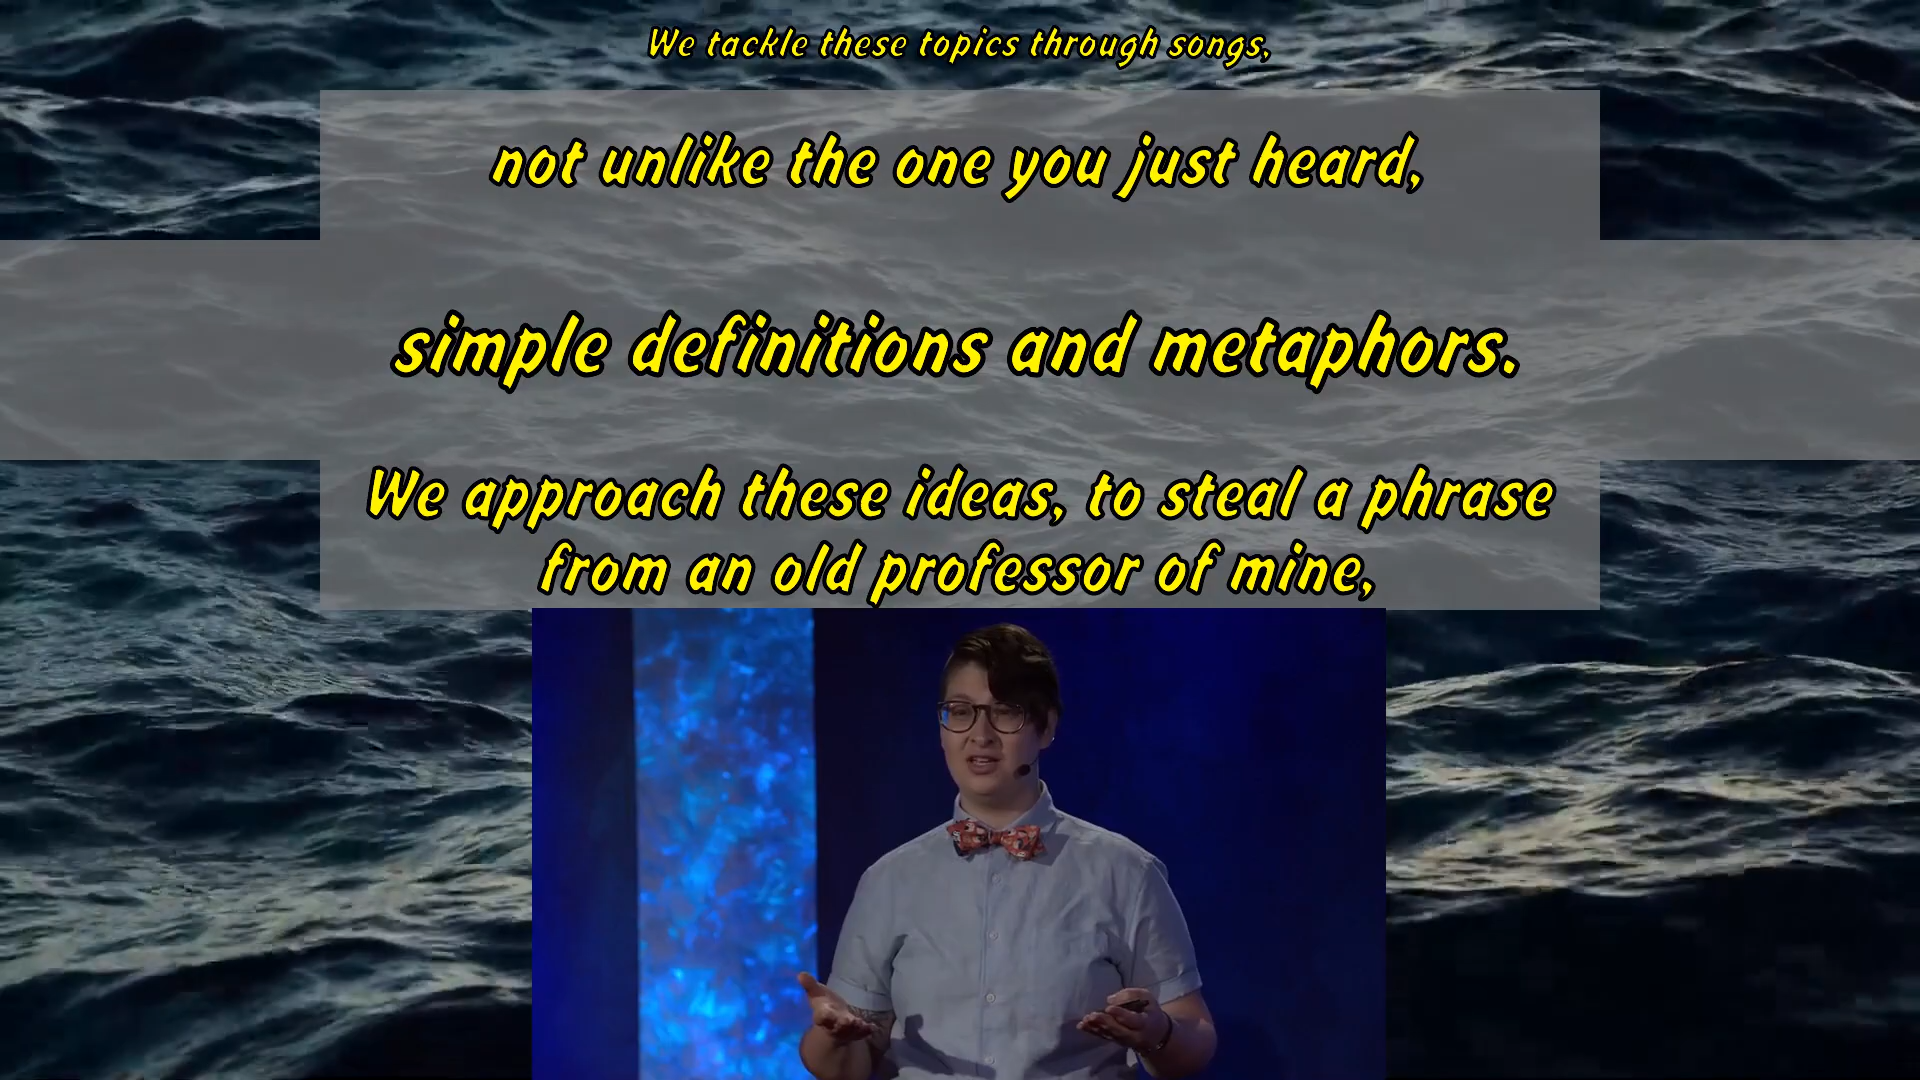 We tackle these topics through songs,
not unlike the one you just heard,
simple definitions and metaphors.
We approach these ideas, to steal a phrase
from an old professor of mine,